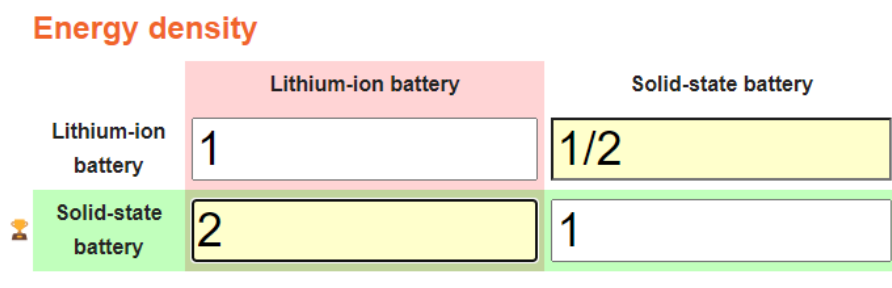 Energy density
Lithium-ion battery
Solid-state battery
Lithium-ion
battery
1
1/2
Solid-state
battery
2
1